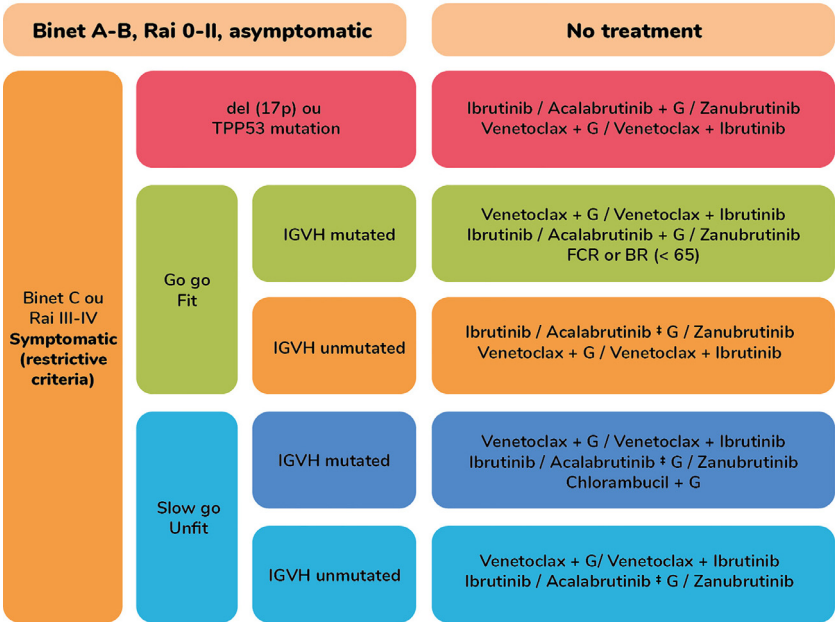 Binet A-B, Rai 0-II, asymptomatic
No treatment
Binet C ou
Rai III-IV
Symptomatic
(restrictive
criteria)
del (17p) ou
TPP53 mutation
Ibrutinib / Acalabrutinib + G / Zanubrutinib
Venetoclax + G / Venetoclax + Ibrutinib
Go go
Fit
IGVH mutated
Venetoclax + G / Venetoclax + Ibrutinib
Ibrutinib / Acalabrutinib + G / Zanubrutinib
FCR or BR (< 65)
IGVH unmutated
Ibrutinib / Acalabrutinib ‡ G / Zanubrutinib
Venetoclax + G / Venetoclax + Ibrutinib
Slow go
Unfit
IGVH mutated
Venetoclax + G / Venetoclax + Ibrutinib
Ibrutinib / Acalabrutinib ‡ G / Zanubrutinib
Chlorambucil + G
IGVH unmutated
Venetoclax + G/ Venetoclax + Ibrutinib
Ibrutinib / Acalabrutinib ‡ G / Zanubrutinib